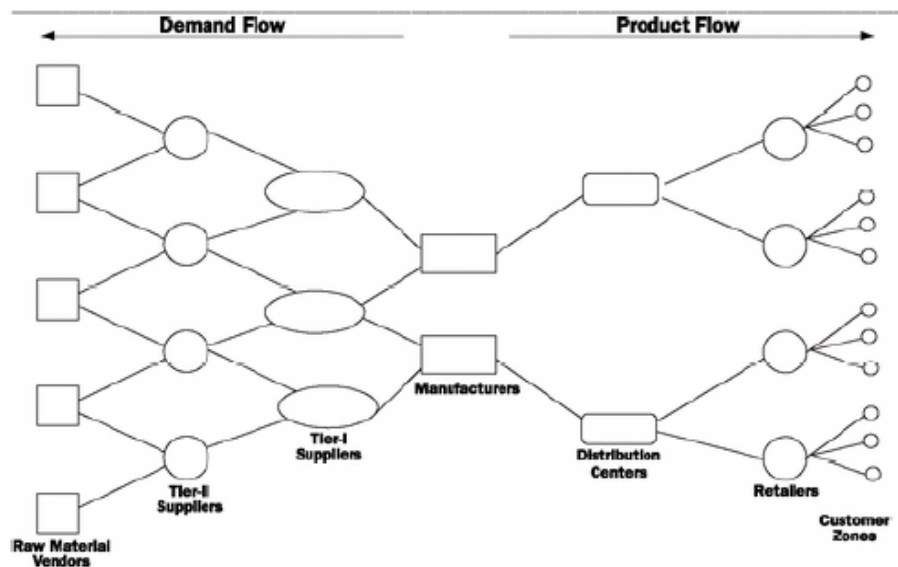 Demand Flow
Product Flow
Manufacturers
Tier-I
Suppliers
Distribution
Centers
Tier-II
Suppliers
Retailers
Customer
Zones
Raw Material
Vendors